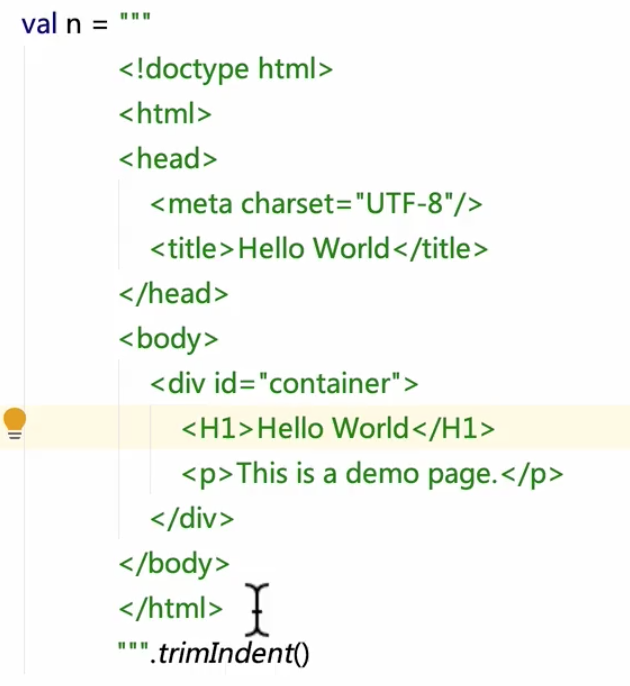 val n = """
<!doctype html>
<html>
<head>
<meta charset="UTF-8"/>
<title>Hello World</title>
</head>
<body>
<div id="container">
<H1>Hello World</H1>
<p>This is a demo page.</p>
</div>
</body>
</html>
""".trimIndent()